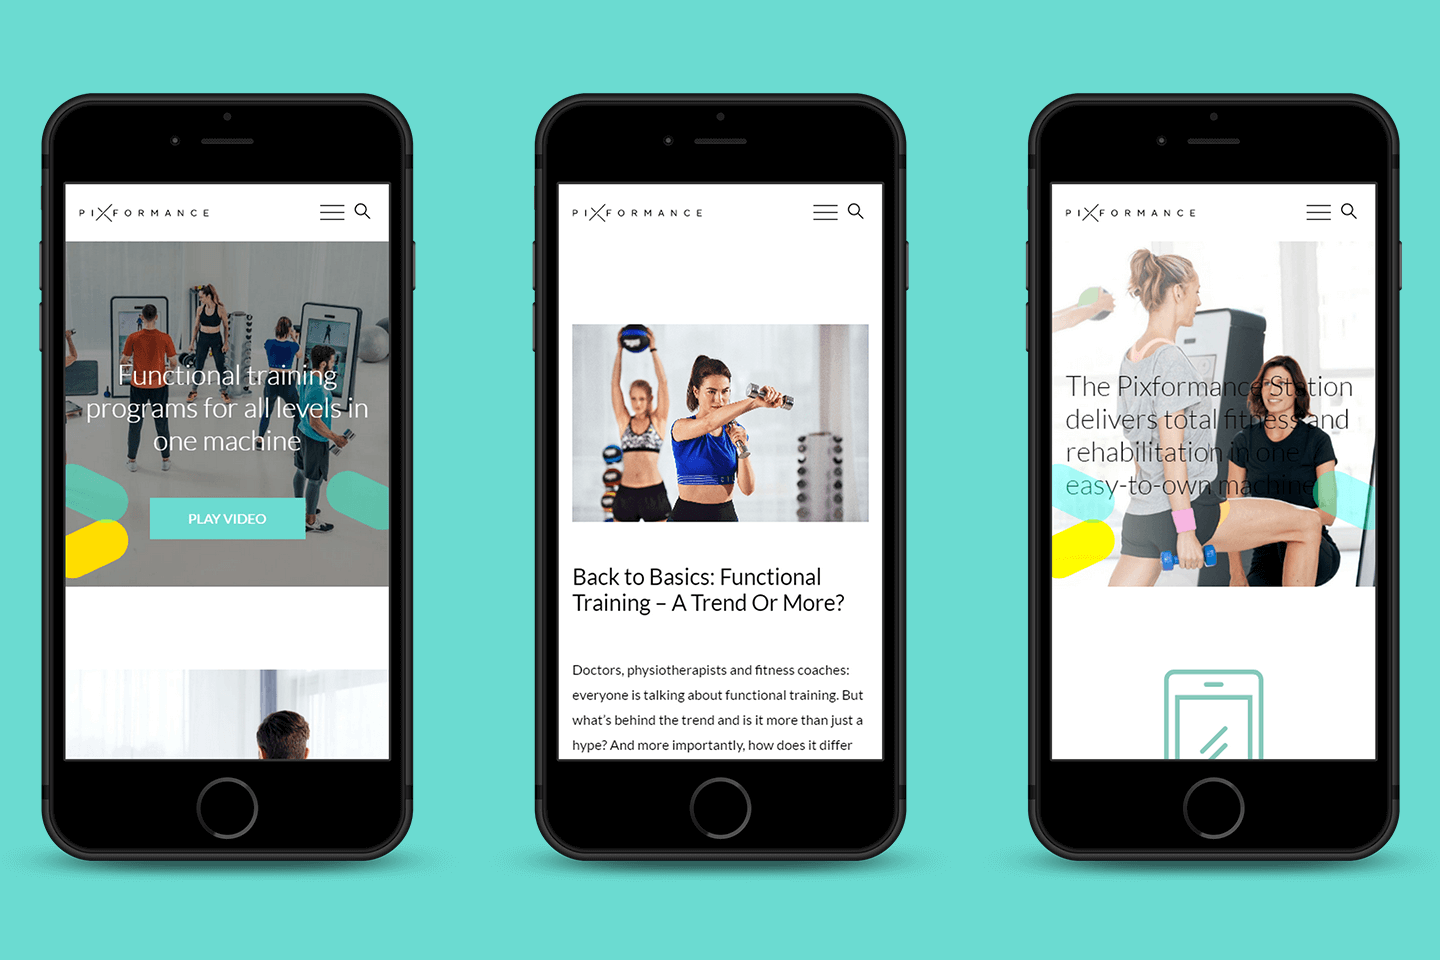 PIXFORMANCE
Functional training
programs for all levels in
one machine
PLAY VIDEO
PIXFORMANCE
Back to Basics: Functional
Training – A Trend Or More?
Doctors, physiotherapists and fitness coaches:
everyone is talking about functional training. But
what’s behind the trend and is it more than just a
hype? And more importantly, how does it differ
PIXFORMANCE
The Pixformance Station
delivers total fitness and
rehabilitation in one
easy-to-own machine